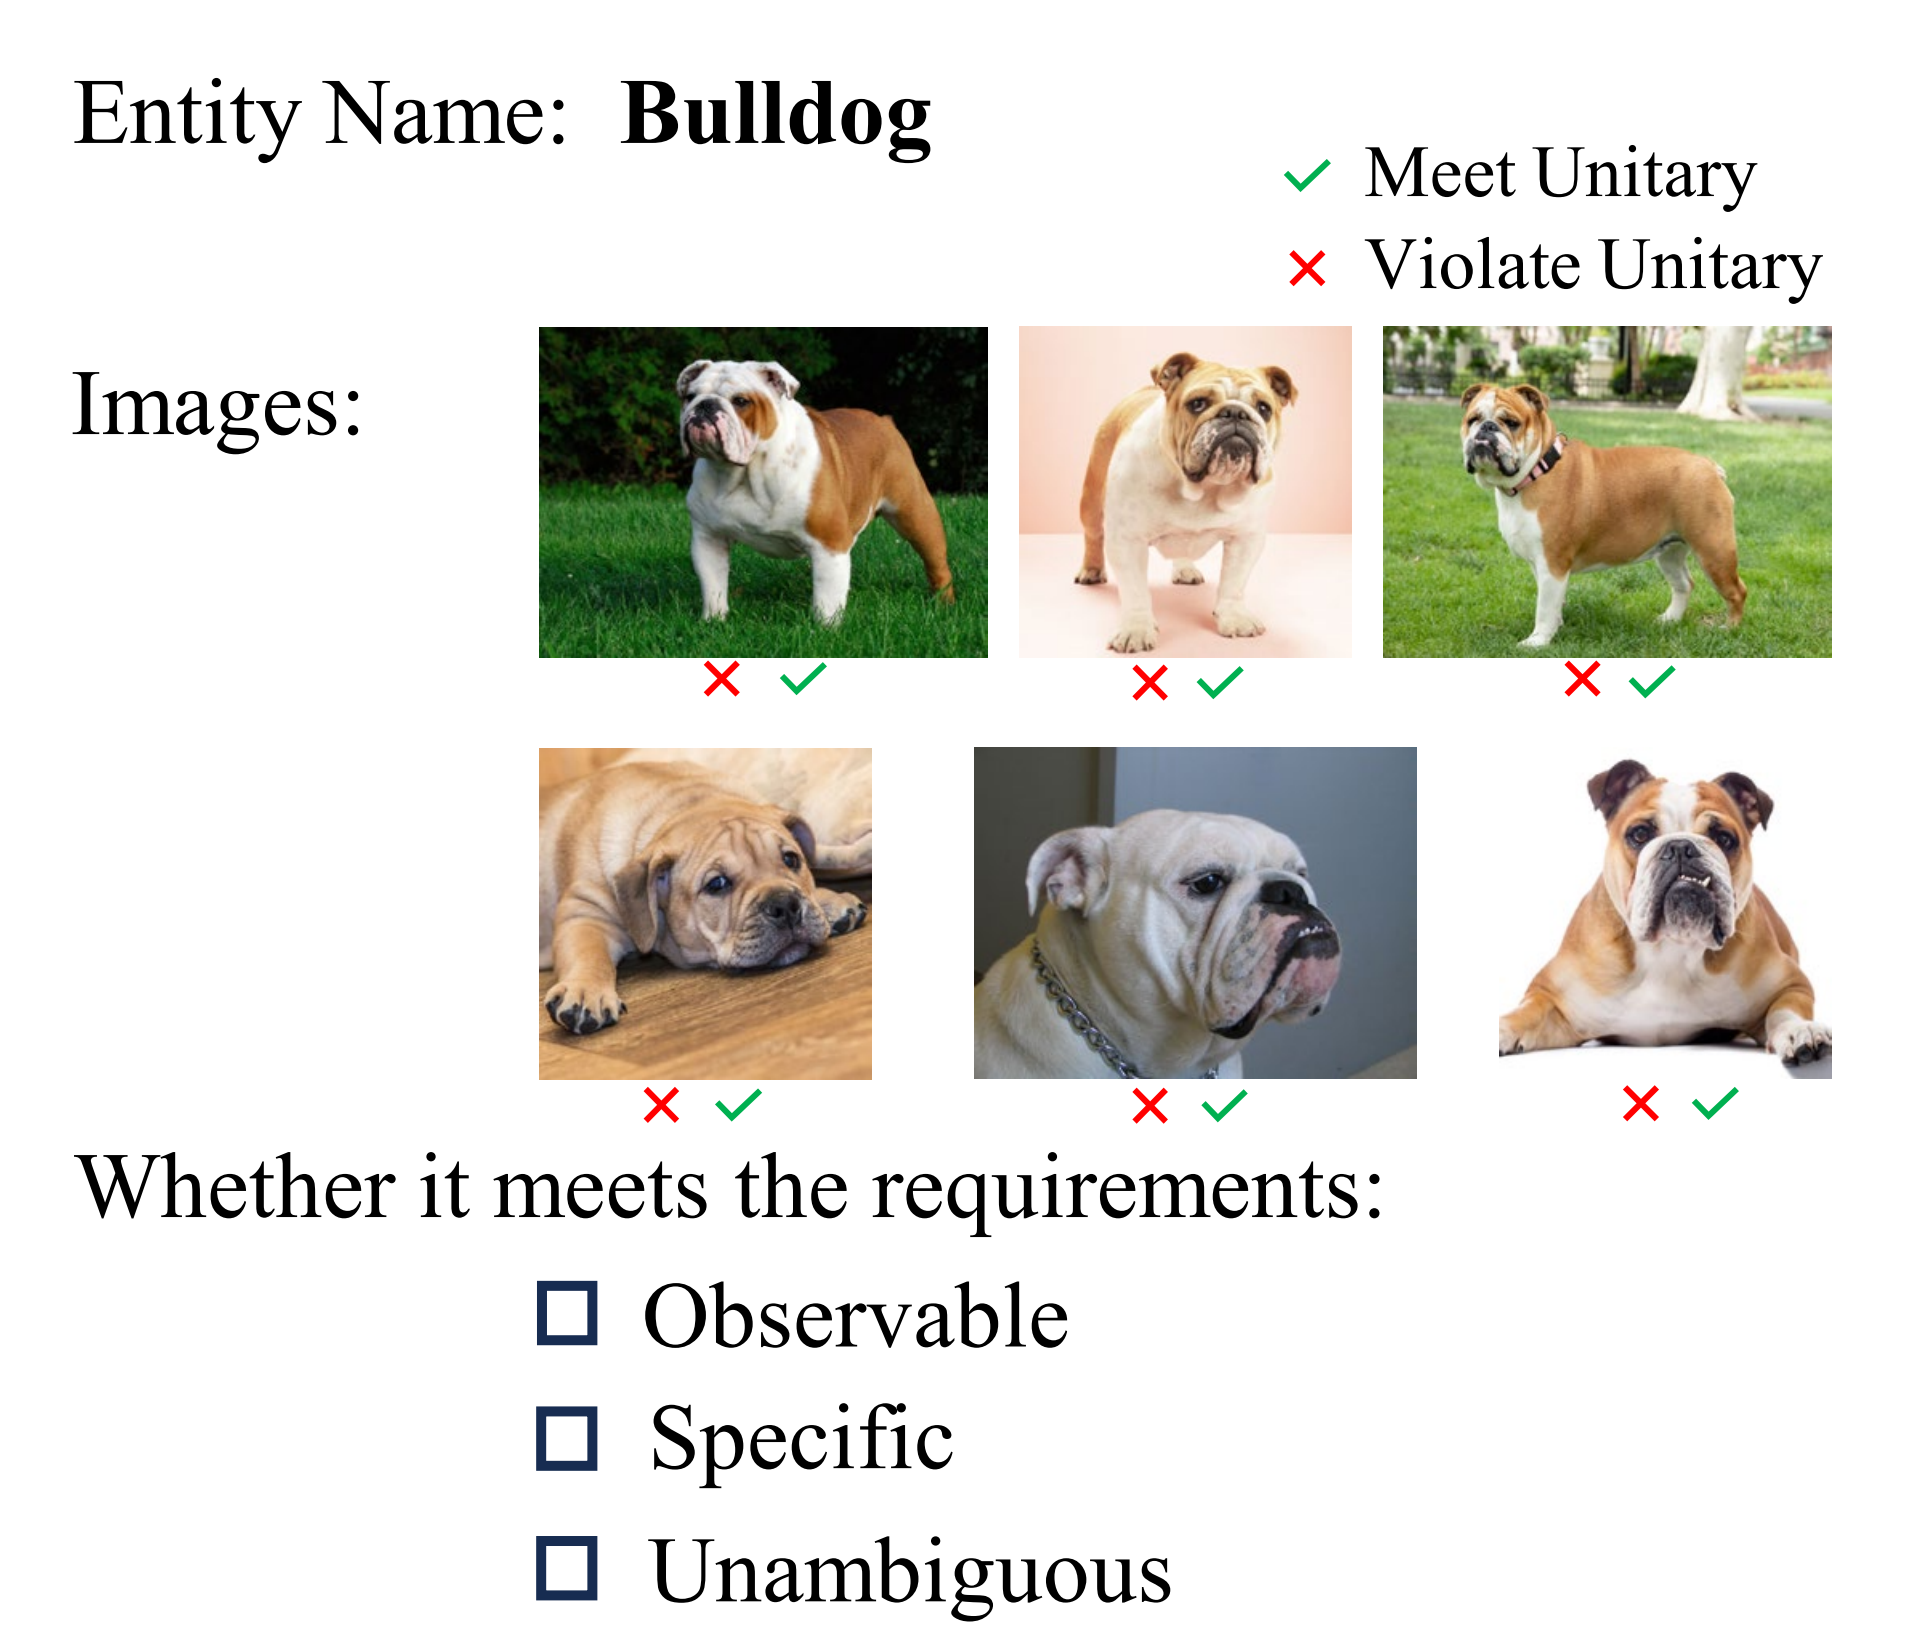 Entity Name: Bulldog
Meet Unitary
Violate Unitary
Images:
Whether it meets the requirements:
Observable
Specific
Unambiguous